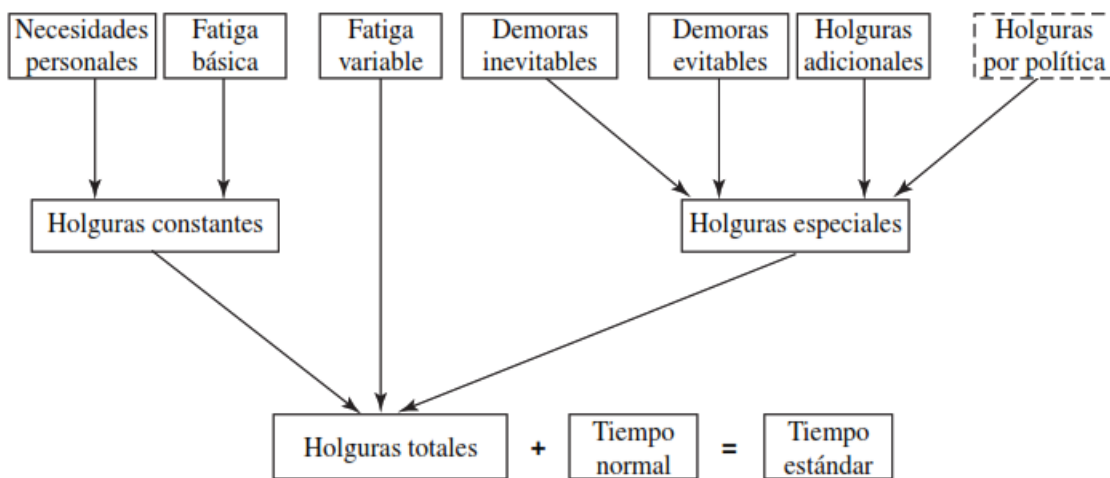 Necesidades
personales
Fatiga
básica
Fatiga
variable
Demoras
inevitables
Demoras
evitables
Holguras
adicionales
Holguras
por política
Holguras constantes
Holguras especiales
Holguras totales
+
Tiempo
normal
=
Tiempo
estándar